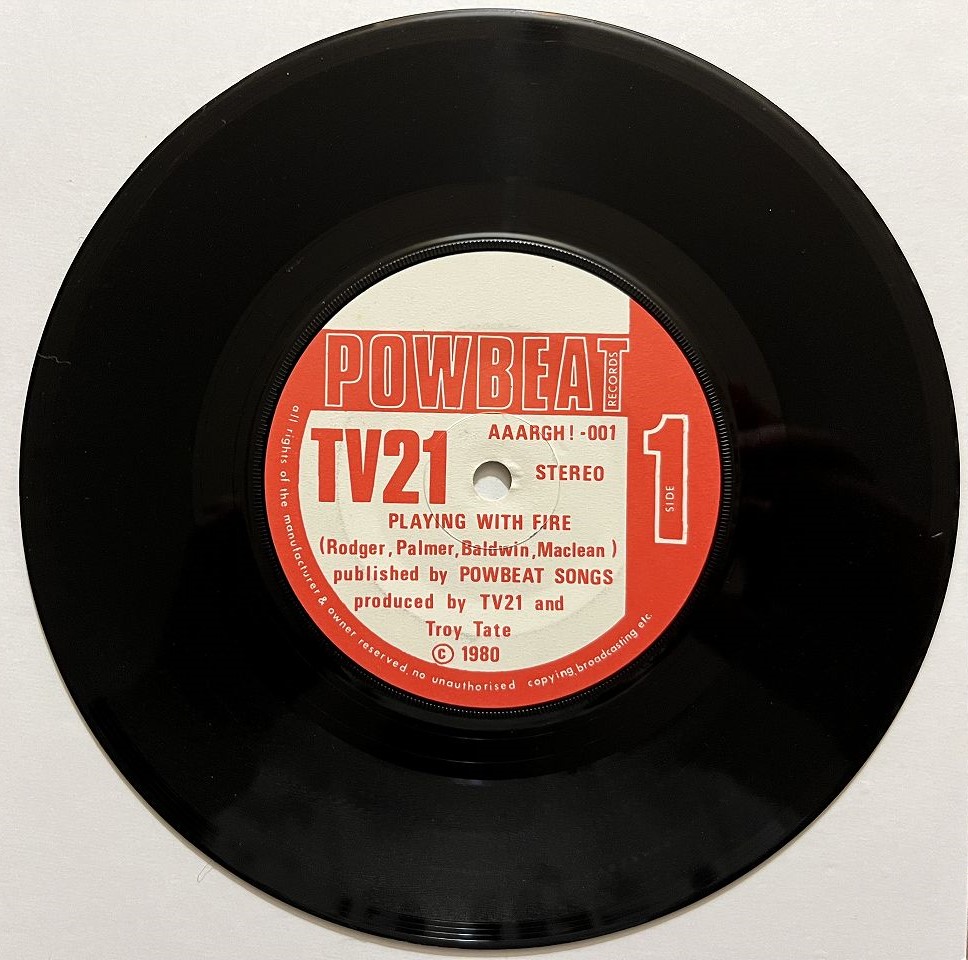 POWBEAT
RECORDS
TV21
AAARGH! -001
STEREO
SIDE
1
PLAYING WITH FIRE
(Rodger, Palmer, Baldwin, Maclean)
published by POWBEAT SONGS
produced by TV21 and
Troy Tate
© 1980
all rights of the manufacturer & owner reserved. no unauthorised copying, broadcasting etc.